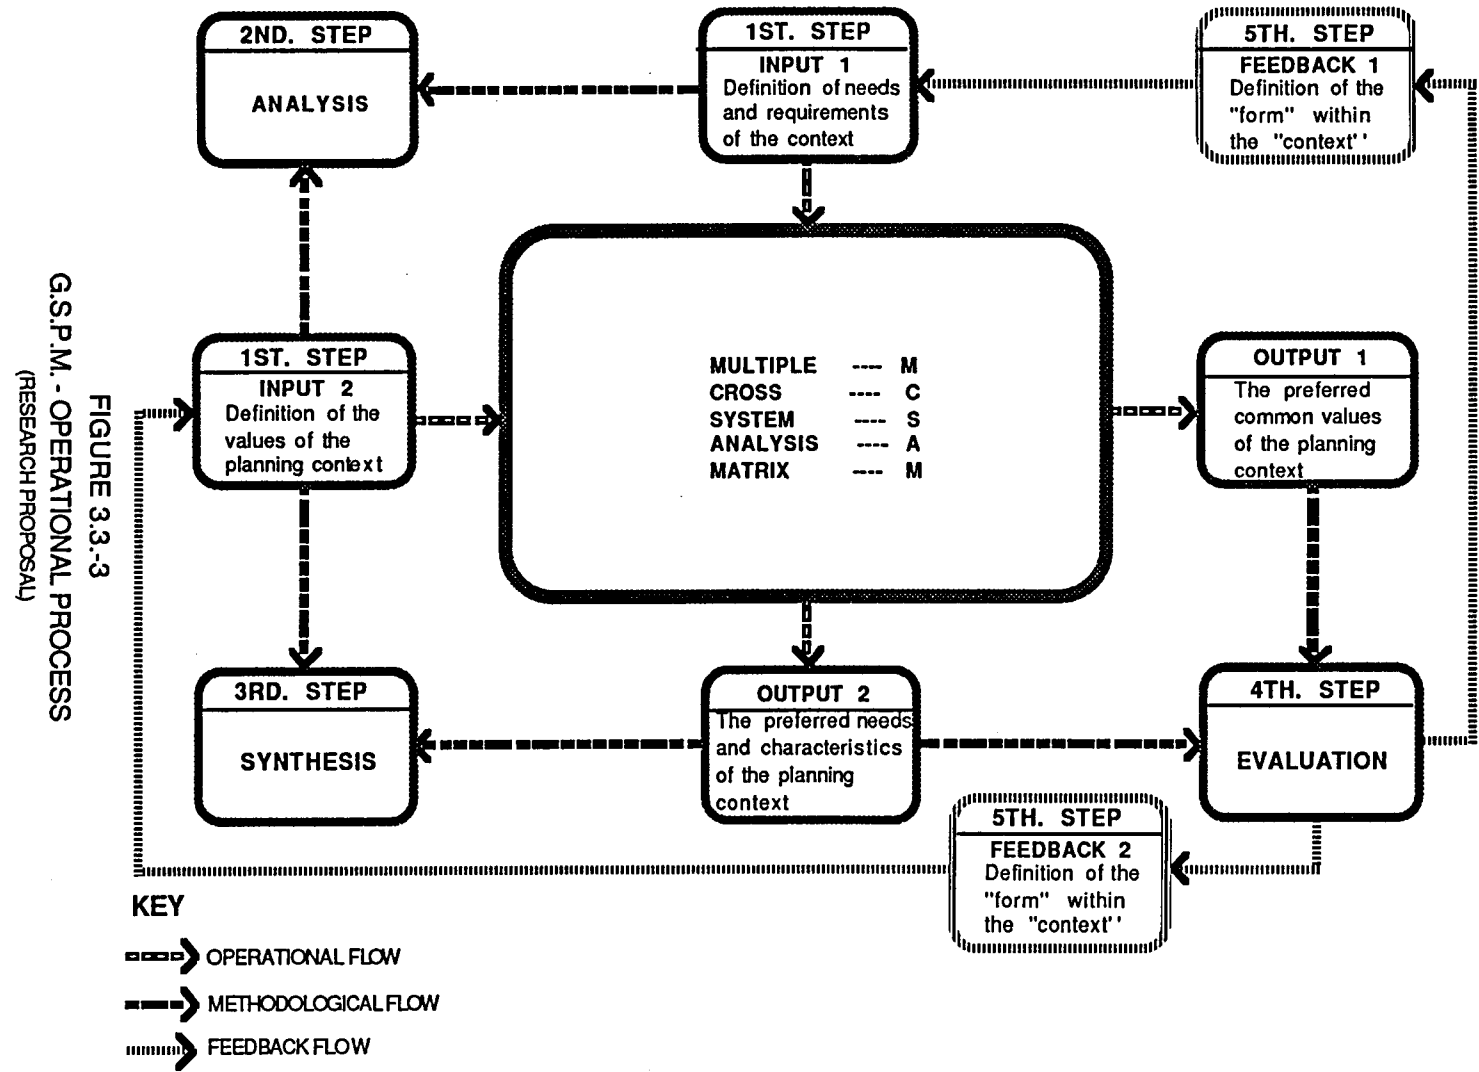 2ND. STEP
ANALYSIS
1ST. STEP
INPUT 1
Definition of needs
and requirements
of the context
5TH. STEP
FEEDBACK 1
Definition of the
"form" within
the "context''
1ST. STEP
INPUT 2
Definition of the
values of the
planning context
MULTIPLE ---- M
CROSS ---- C
SYSTEM ---- S
ANALYSIS ---- A
MATRIX ---- M
OUTPUT 1
The preferred
common values
of the planning
context
3RD. STEP
SYNTHESIS
OUTPUT 2
The preferred needs
and characteristics
of the planning
context
4TH. STEP
EVALUATION
5TH. STEP
FEEDBACK 2
Definition of the
"form" within
the "context''
KEY
OPERATIONAL FLOW
METHODOLOGICAL FLOW
FEEDBACK FLOW
FIGURE 3.3.-3
G.S.P.M. - OPERATIONAL PROCESS
(RESEARCH PROPOSAL)